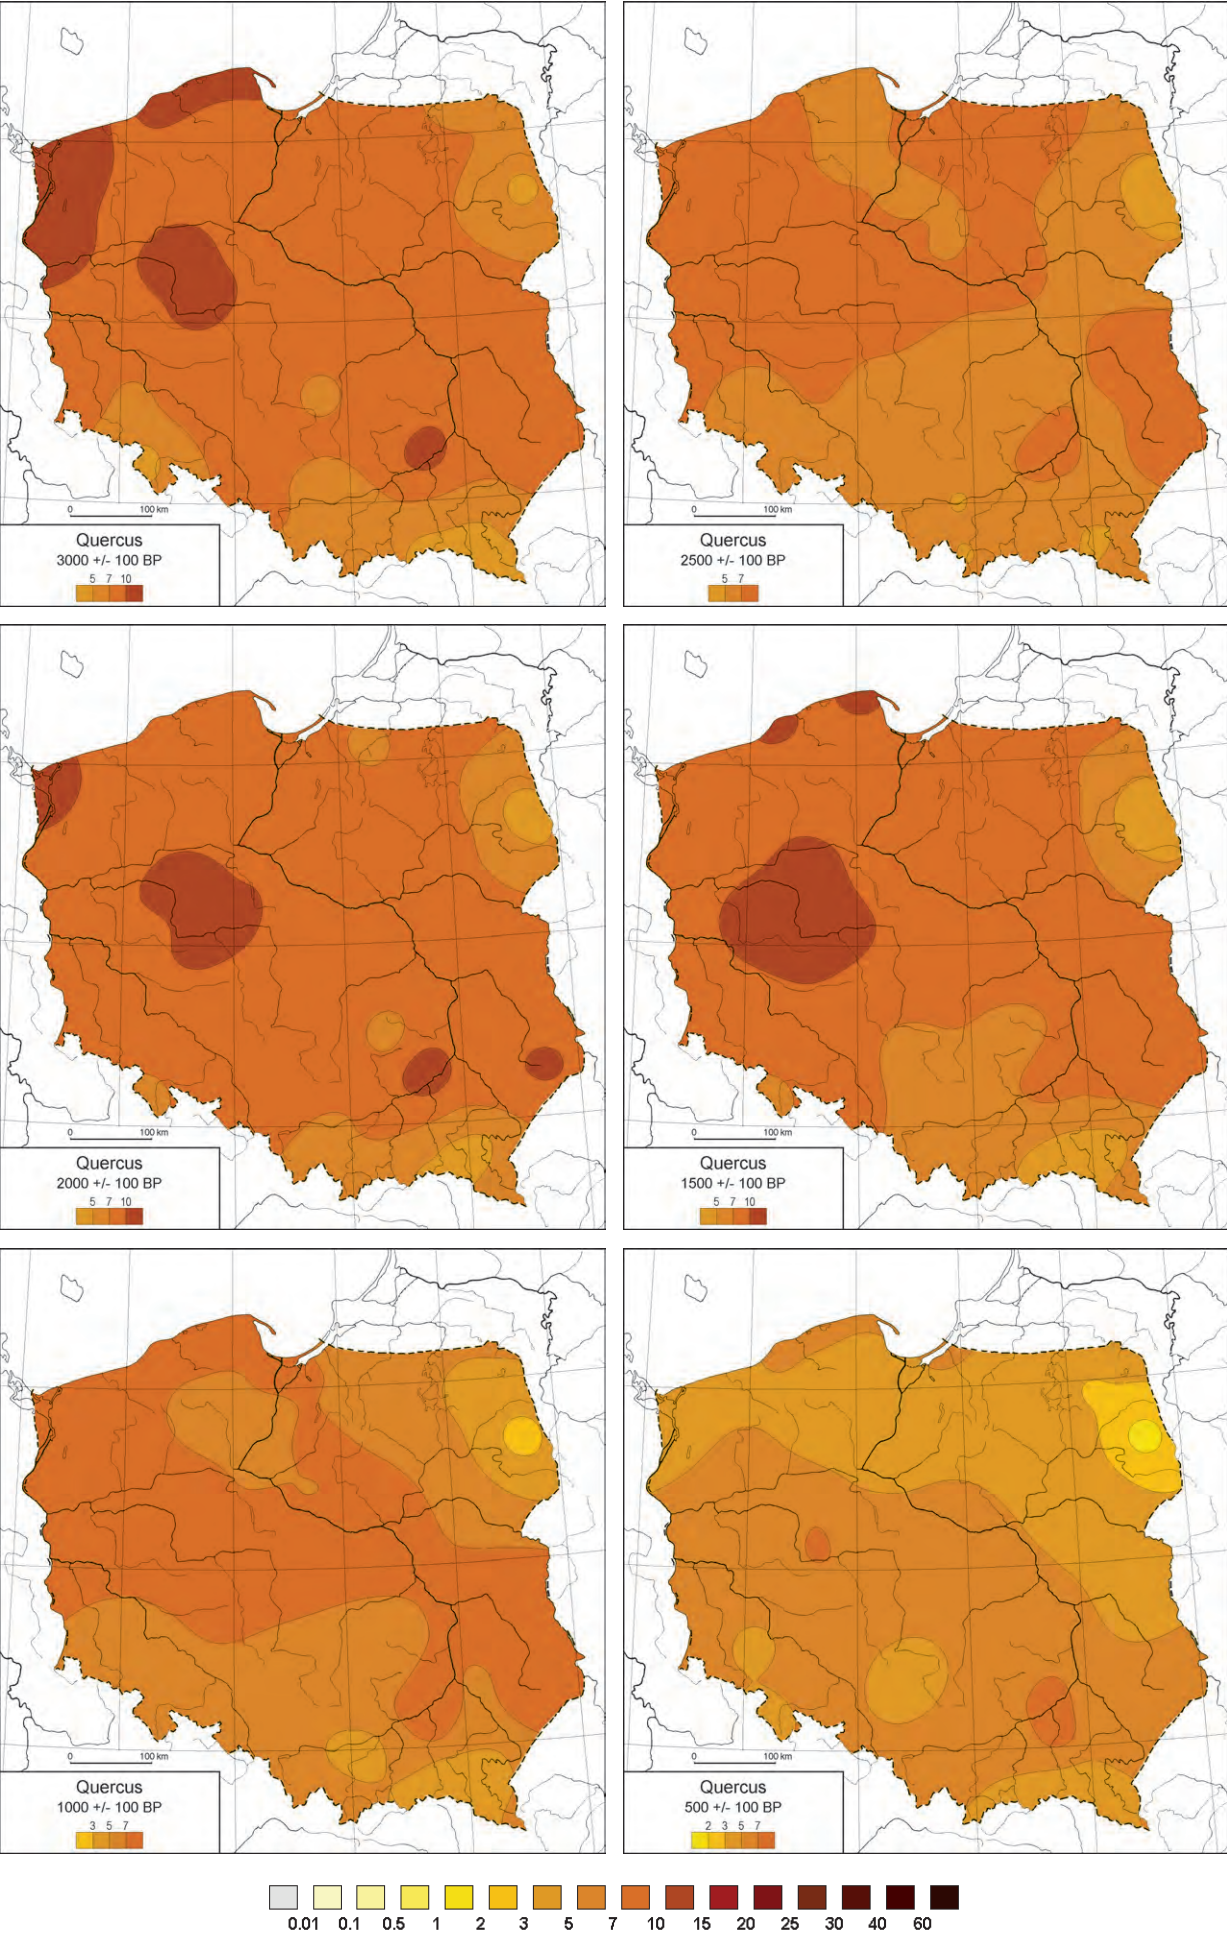 0 100 km
Quercus
3000 +/- 100 BP
5 7 10
0 100 km
Quercus
2500 +/- 100 BP
5 7
0 100 km
Quercus
2000 +/- 100 BP
5 7 10
0 100 km
Quercus
1500 +/- 100 BP
5 7 10
0 100 km
Quercus
1000 +/- 100 BP
3 5 7
0 100 km
Quercus
500 +/- 100 BP
2 3 5 7
0.01 0.1 0.5 1 2 3 5 7 10 15 20 25 30 40 60